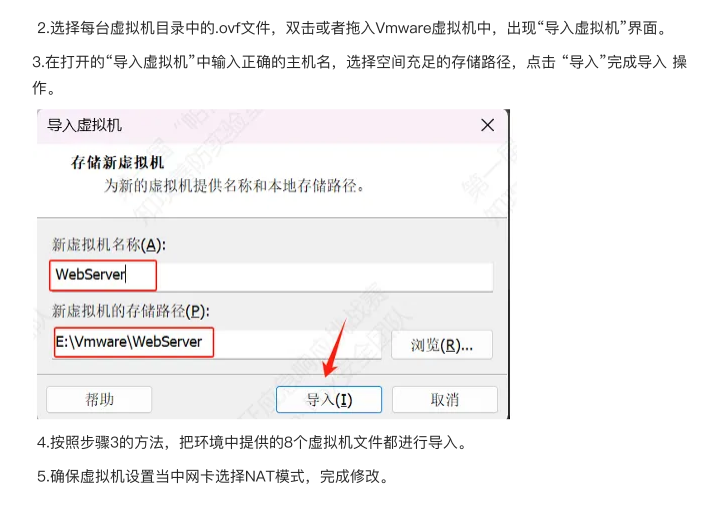 2.选择每台虚拟机目录中的.ovf文件，双击或者拖入Vmware虚拟机中，出现“导入虚拟机”界面。
3.在打开的“导入虚拟机”中输入正确的主机名，选择空间充足的存储路径，点击 “导入”完成导入 操
作。
导入虚拟机
存储新虚拟机
为新的虚拟机提供名称和本地存储路径。
新虚拟机名称(A):
WebServer
新虚拟机的存储路径(P):
E:\Vmware\WebServer
浏览(R)...
帮助
导入(I)
取消
4.按照步骤3的方法，把环境中提供的8个虚拟机文件都进行导入。
5.确保虚拟机设置当中网卡选择NAT模式，完成修改。